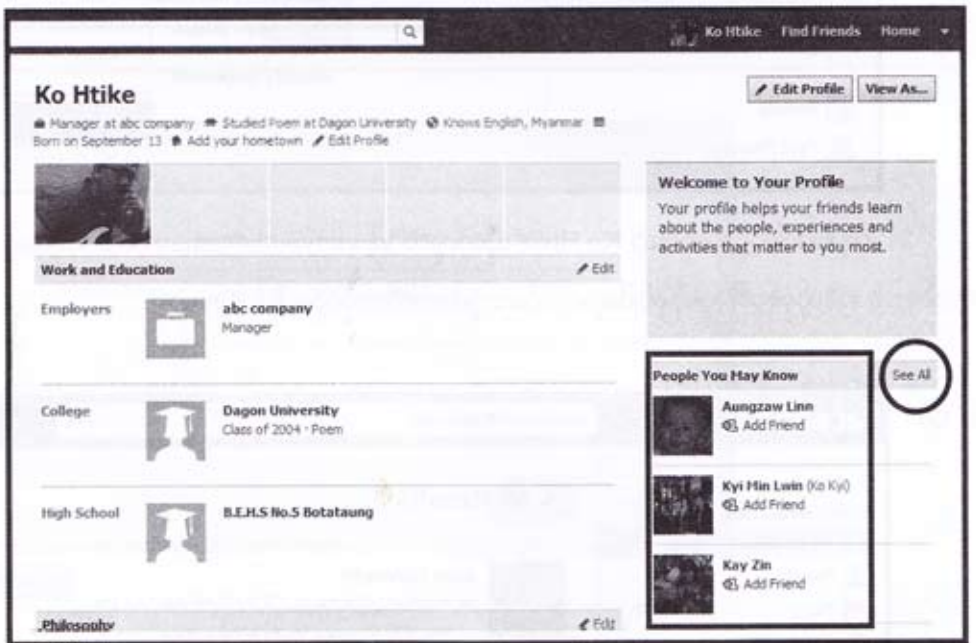 Ko Htike Find Friends Home
Ko Htike
Edit Profile View As...
Manager at abc company Studied Poem at Dagon University Knows English, Myanmar
Born on September 13 Add your hometown Edit Profile
Welcome to Your Profile
Your profile helps your friends learn
about the people, experiences and
activities that matter to you most.
Work and Education Edit
Employers abc company
Manager
College Dagon University
Class of 2004 · Poem
High School B.E.H.S No.5 Botataung
Philosophy Edit
People You May Know See All
Aungzaw Linn
Add Friend
Kyi Min Lwin (Ko Kyi)
Add Friend
Kay Zin
Add Friend